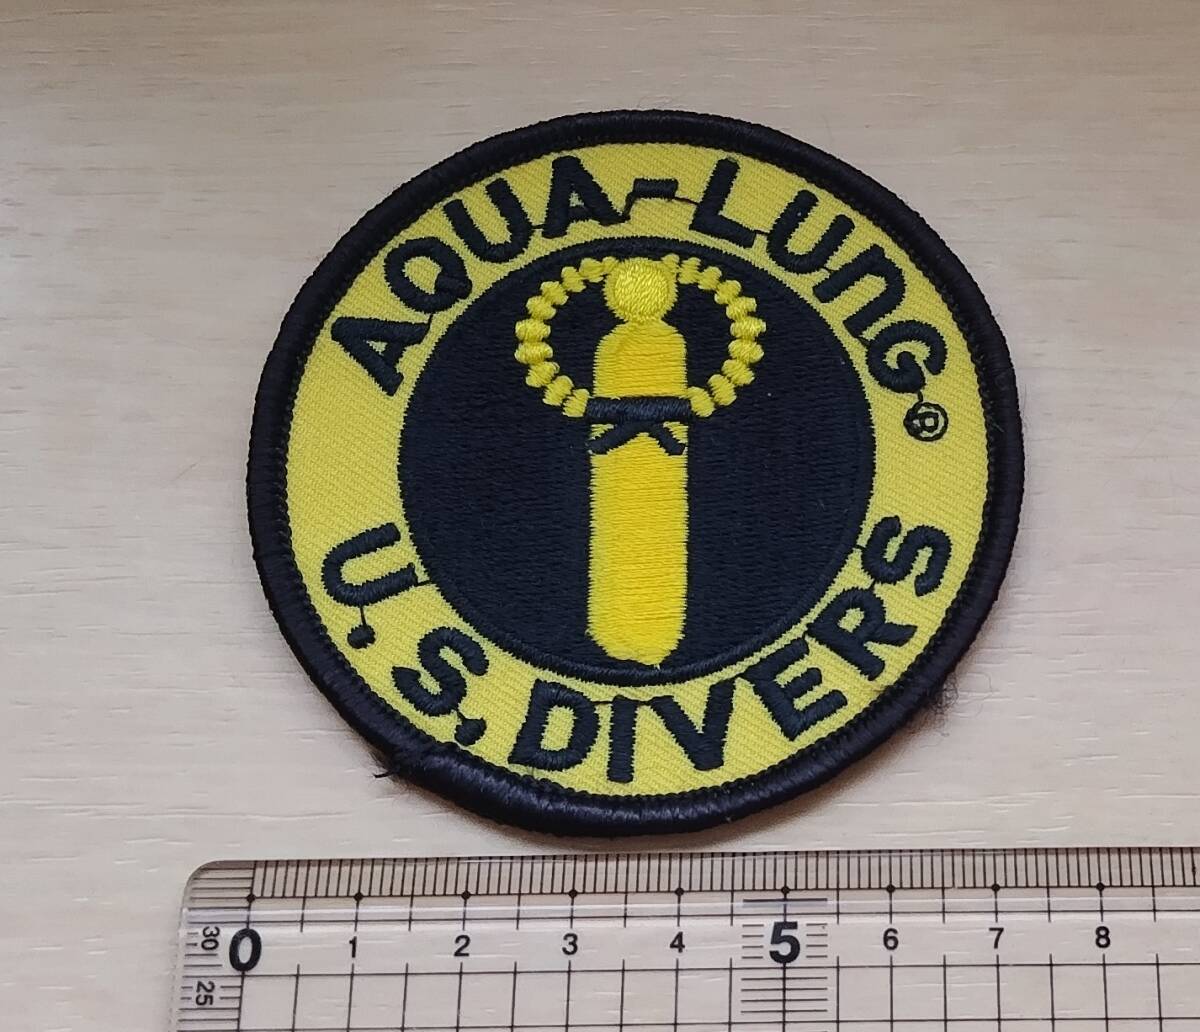 AQUA-LUNG®
U.S. DIVERS
0 1 2 3 4 5 6 7 8
30
25